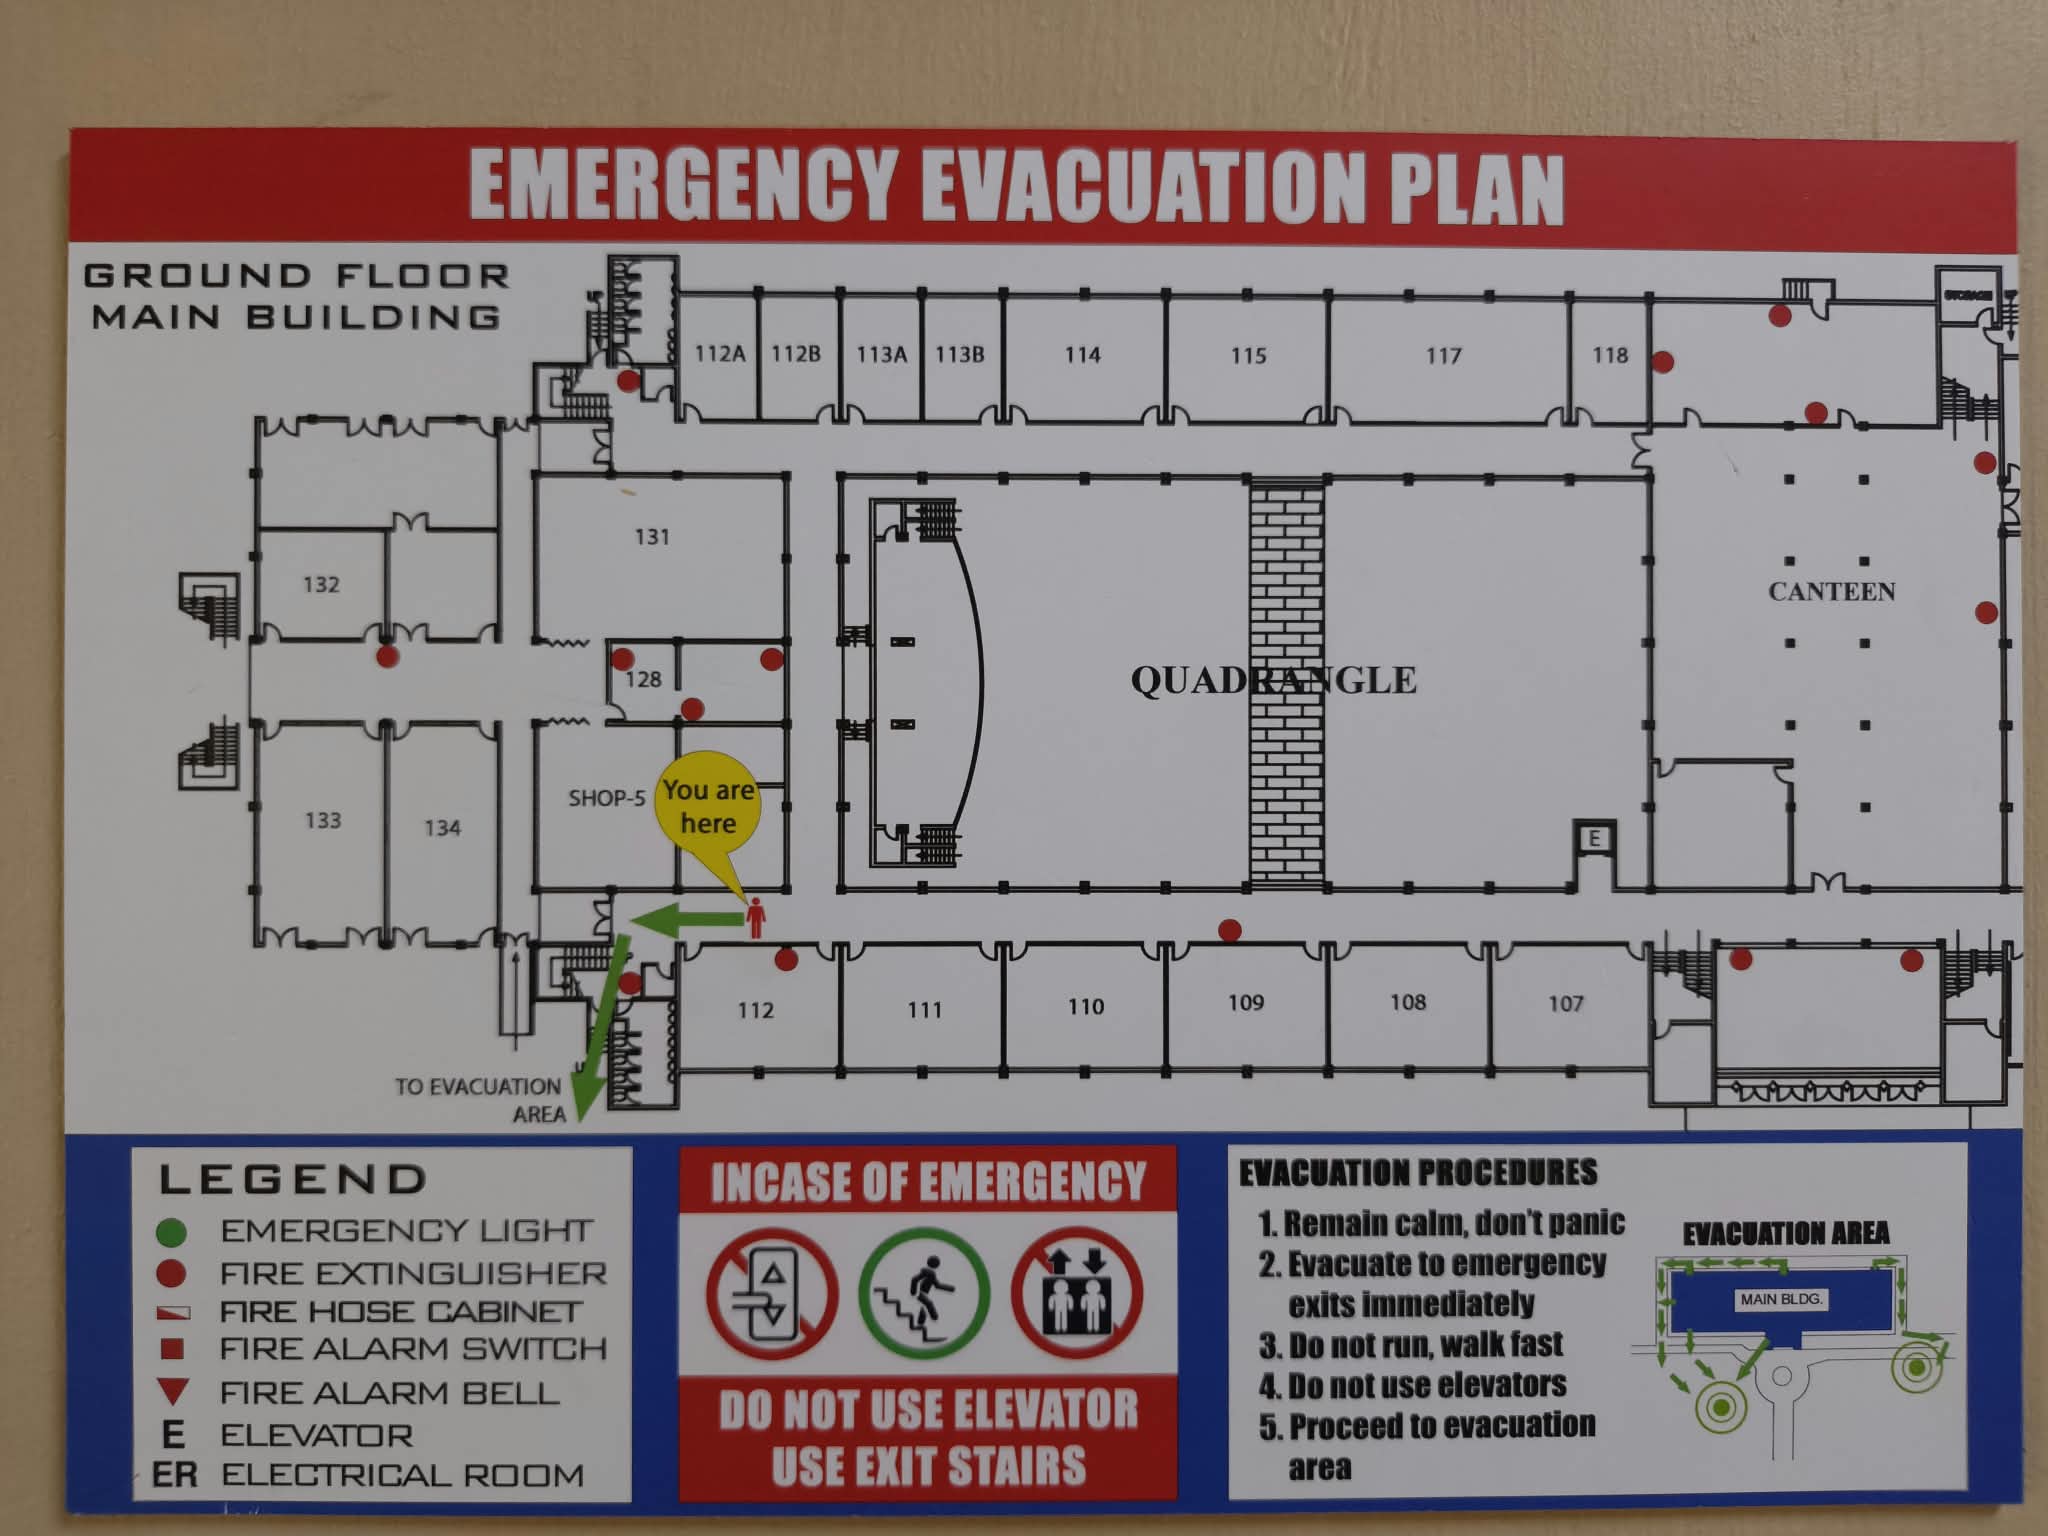 EMERGENCY EVACUATION PLAN
GROUND FLOOR
MAIN BUILDING
STORAGE
112A
112B
113A
113B
114
115
117
118
131
132
CANTEEN
128
QUADRANGLE
You are
here
SHOP-5
133
134
E
112
111
110
109
108
107
TO EVACUATION
AREA
LEGEND
EMERGENCY LIGHT
FIRE EXTINGUISHER
FIRE HOSE CABINET
FIRE ALARM SWITCH
FIRE ALARM BELL
E ELEVATOR
ER ELECTRICAL ROOM
INCASE OF EMERGENCY
DO NOT USE ELEVATOR
USE EXIT STAIRS
EVACUATION PROCEDURES
1. Remain calm, don't panic
2. Evacuate to emergency
exits immediately
3. Do not run, walk fast
4. Do not use elevators
5. Proceed to evacuation
area
EVACUATION AREA
MAIN BLDG.